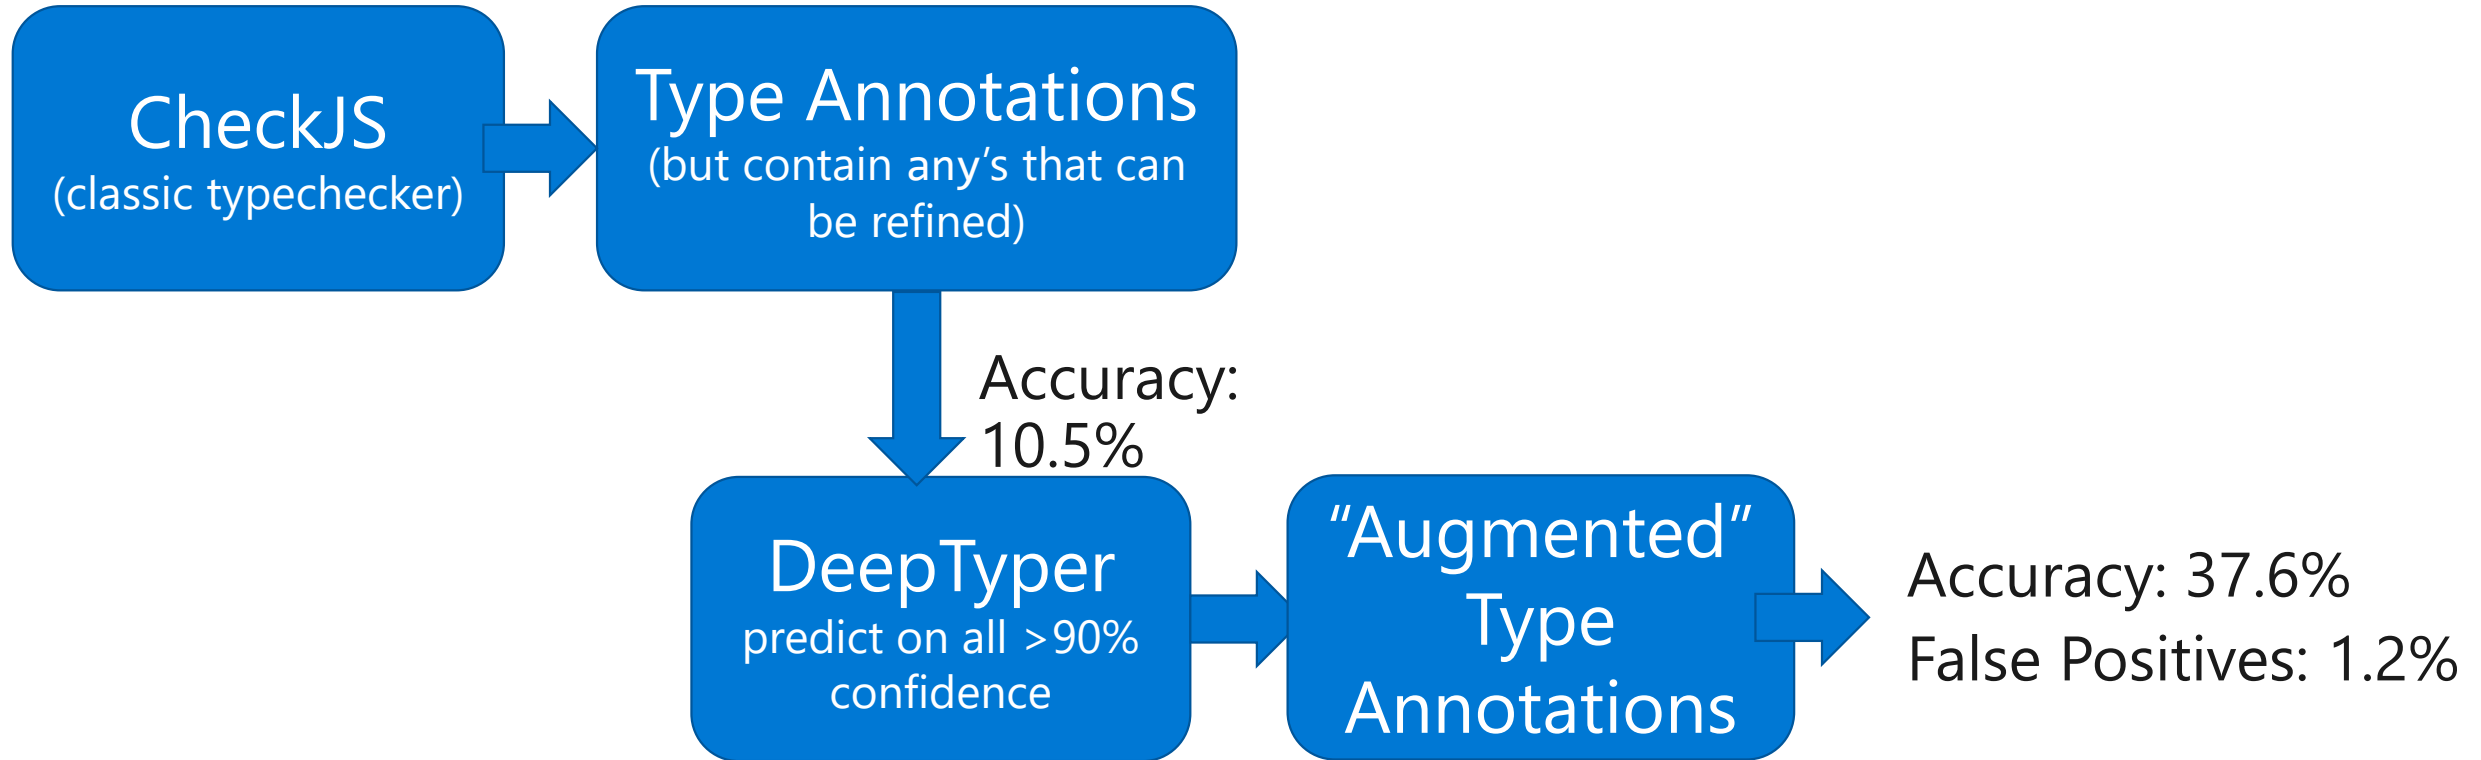 CheckJS
(classic typechecker)
Type Annotations
(but contain any’s that can
be refined)
Accuracy:
10.5%
DeepTyper
predict on all >90%
confidence
“Augmented”
Type
Annotations
Accuracy: 37.6%
False Positives: 1.2%